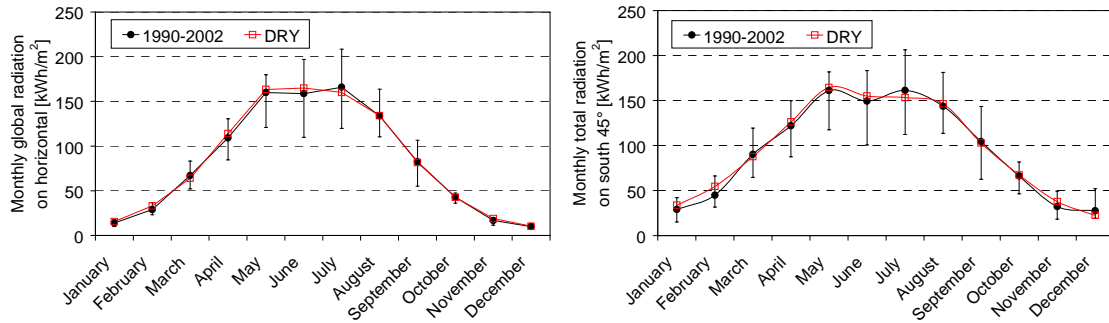 Monthly global radiation
on horizontal [kWh/m²]
250
200
150
100
50
0
1990-2002
DRY
January
February
March
April
May
June
July
August
September
October
November
December
Monthly total radiation
on south 45° [kWh/m²]
250
200
150
100
50
0
1990-2002
DRY
January
February
March
April
May
June
July
August
September
October
November
December